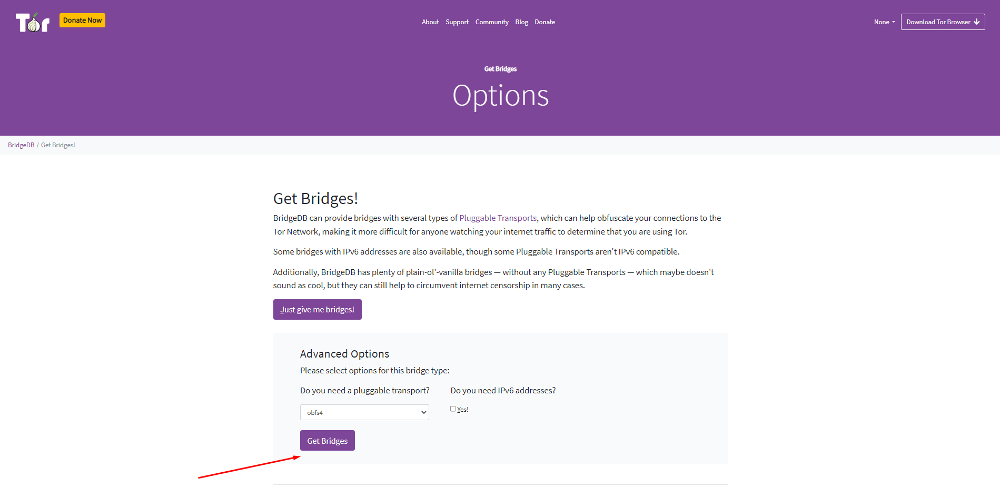 Tor
Donate Now
About Support Community Blog Donate
None
Download Tor Browser
Get Bridges
Options
BridgeDB / Get Bridges!
Get Bridges!
BridgeDB can provide bridges with several types of Pluggable Transports, which can help obfuscate your connections to the
Tor Network, making it more difficult for anyone watching your internet traffic to determine that you are using Tor.
Some bridges with IPv6 addresses are also available, though some Pluggable Transports aren't IPv6 compatible.
Additionally, BridgeDB has plenty of plain-ol'-vanilla bridges — without any Pluggable Transports — which maybe doesn't
sound as cool, but they can still help to circumvent internet censorship in many cases.
Just give me bridges!
Advanced Options
Please select options for this bridge type:
Do you need a pluggable transport?
Do you need IPv6 addresses?
obfs4
Yes!
Get Bridges